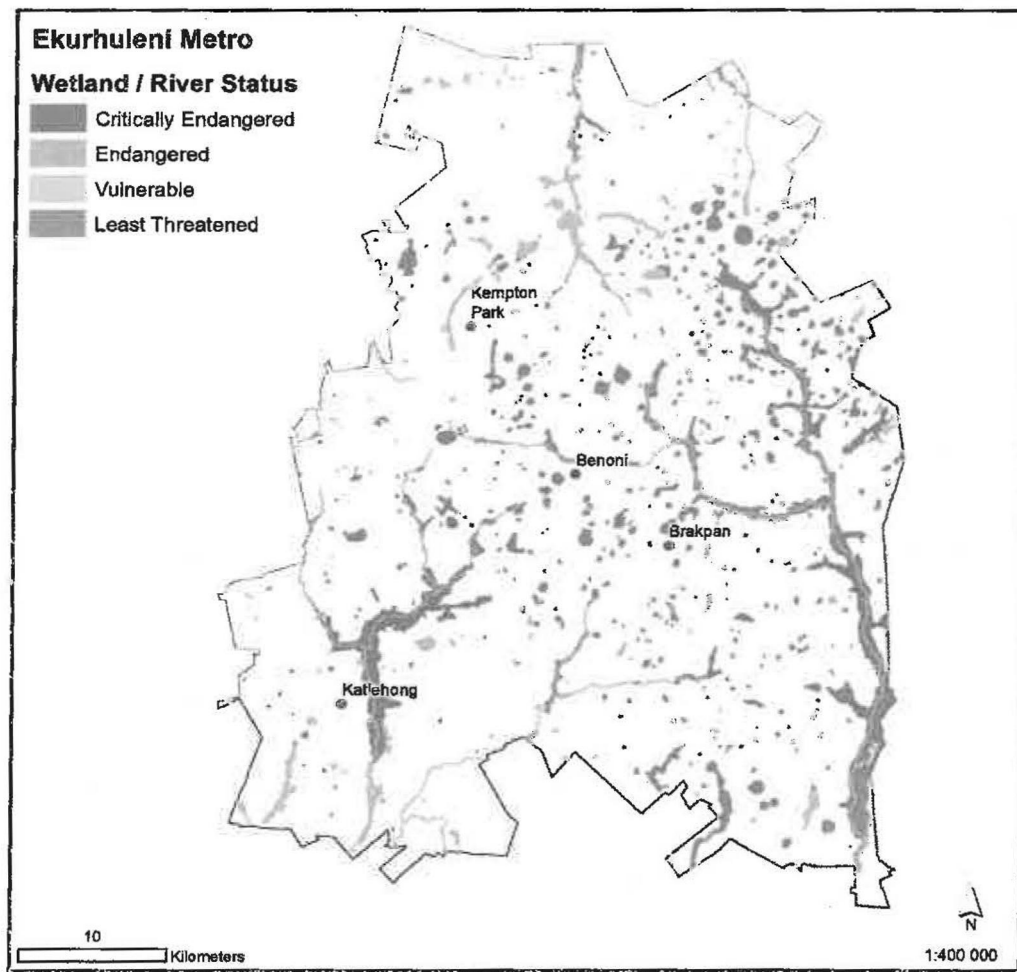 Ekurhuleni Metro
Wetland / River Status
Critically Endangered
Endangered
Vulnerable
Least Threatened
Kempton
Park
Benoni
Brakpan
Katlehong
N
10
Kilometers
1:400 000